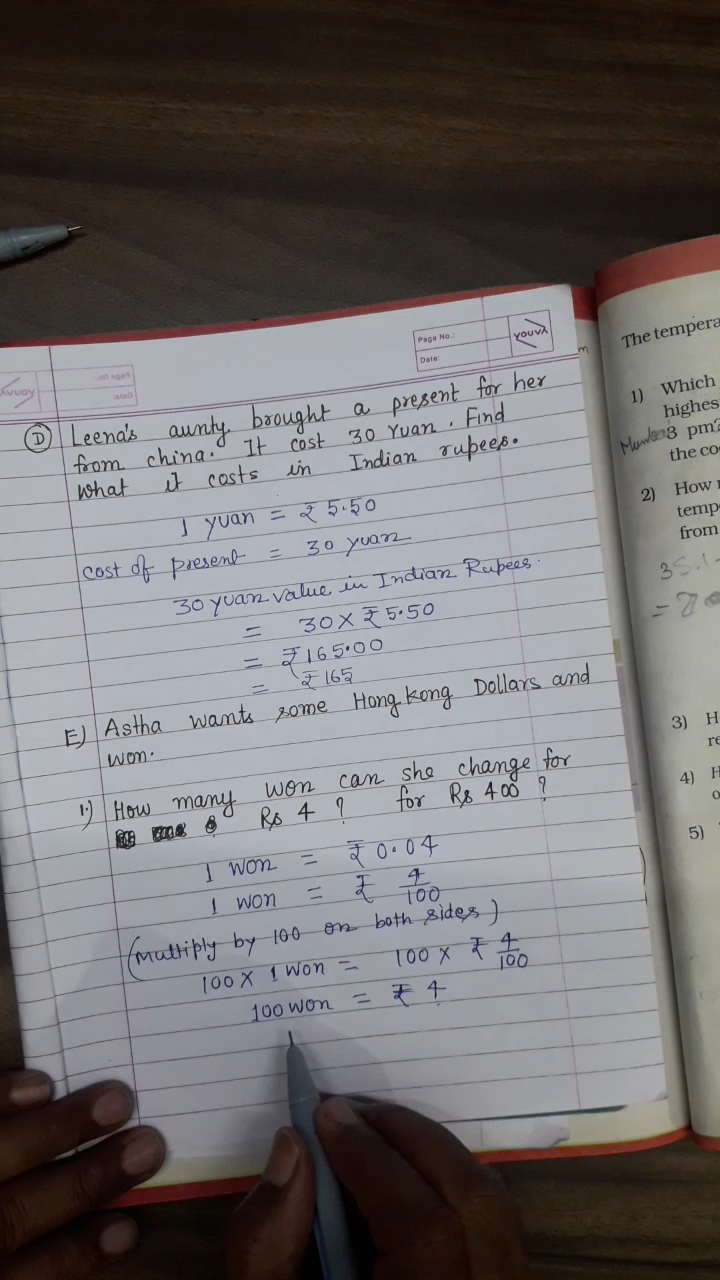 Page No.:
Date:
YOUVA
D Leena's aunty brought a present for her
from china. It cost 30 Yuan. Find
what it costs in Indian rupees.
1 yuan = ₹ 5.50
cost of present = 30 yuan
30 yuan value in Indian Rupees.
= 30 X ₹ 5.50
= ₹ 165.00
= ₹ 165
E) Astha wants some Hong kong Dollars and
won.
1.) How many won can she change for
Rs 4 ? for Rs 400 ?
1 won = ₹ 0.04
1 won = ₹ 4/100
(Multiply by 100 on both sides)
100 X 1 won = 100 X ₹ 4/100
100 won = ₹ 4
The tempera
1) Which
highes
3 pm?
the co
2) How
temp
from
3) H
re
4) H
5)